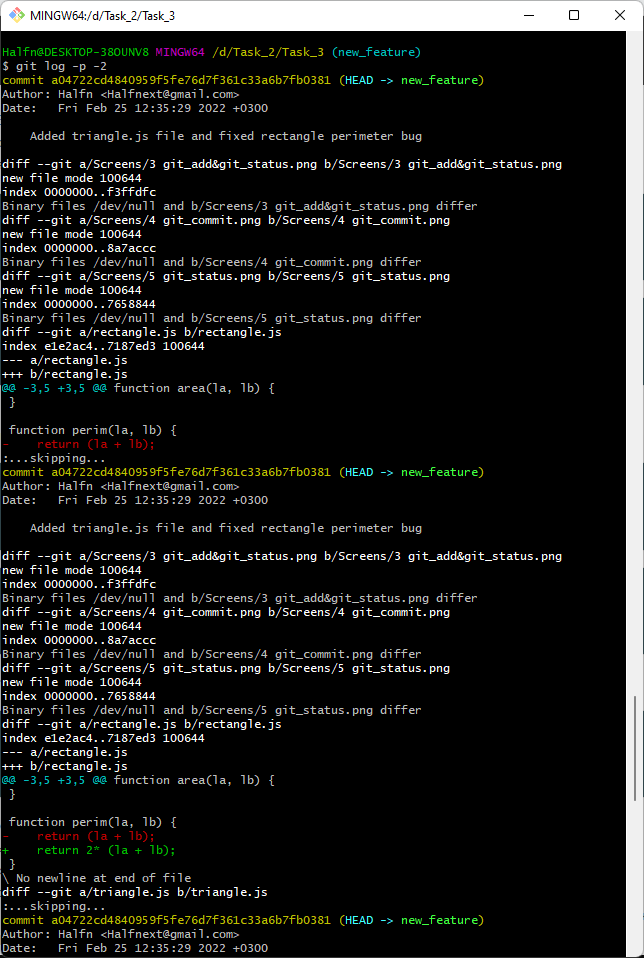 MINGW64:/d/Task_2/Task_3
Halfn@DESKTOP-38OUNV8 MINGW64 /d/Task_2/Task_3 (new_feature)
$ git log -p -2
commit a04722cd4840959f5fe76d7f361c33a6b7fb0381 (HEAD -> new_feature)
Author: Halfn <Halfnext@gmail.com>
Date:   Fri Feb 25 12:35:29 2022 +0300

    Added triangle.js file and fixed rectangle perimeter bug

diff --git a/Screens/3 git_add&git_status.png b/Screens/3 git_add&git_status.png
new file mode 100644
index 0000000..f3ffdfc
Binary files /dev/null and b/Screens/3 git_add&git_status.png differ
diff --git a/Screens/4 git_commit.png b/Screens/4 git_commit.png
new file mode 100644
index 0000000..8a7accc
Binary files /dev/null and b/Screens/4 git_commit.png differ
diff --git a/Screens/5 git_status.png b/Screens/5 git_status.png
new file mode 100644
index 0000000..7658844
Binary files /dev/null and b/Screens/5 git_status.png differ
diff --git a/rectangle.js b/rectangle.js
index e1e2ac4..7187ed3 100644
--- a/rectangle.js
+++ b/rectangle.js
@@ -3,5 +3,5 @@ function area(la, lb) {
 }

 function perim(la, lb) {
-    return (la + lb);
:...skipping...
commit a04722cd4840959f5fe76d7f361c33a6b7fb0381 (HEAD -> new_feature)
Author: Halfn <Halfnext@gmail.com>
Date:   Fri Feb 25 12:35:29 2022 +0300

    Added triangle.js file and fixed rectangle perimeter bug

diff --git a/Screens/3 git_add&git_status.png b/Screens/3 git_add&git_status.png
new file mode 100644
index 0000000..f3ffdfc
Binary files /dev/null and b/Screens/3 git_add&git_status.png differ
diff --git a/Screens/4 git_commit.png b/Screens/4 git_commit.png
new file mode 100644
index 0000000..8a7accc
Binary files /dev/null and b/Screens/4 git_commit.png differ
diff --git a/Screens/5 git_status.png b/Screens/5 git_status.png
new file mode 100644
index 0000000..7658844
Binary files /dev/null and b/Screens/5 git_status.png differ
diff --git a/rectangle.js b/rectangle.js
index e1e2ac4..7187ed3 100644
--- a/rectangle.js
+++ b/rectangle.js
@@ -3,5 +3,5 @@ function area(la, lb) {
 }

 function perim(la, lb) {
-    return (la + lb);
+    return 2* (la + lb);
 }
\ No newline at end of file
diff --git a/triangle.js b/triangle.js
:...skipping...
commit a04722cd4840959f5fe76d7f361c33a6b7fb0381 (HEAD -> new_feature)
Author: Halfn <Halfnext@gmail.com>
Date:   Fri Feb 25 12:35:29 2022 +0300